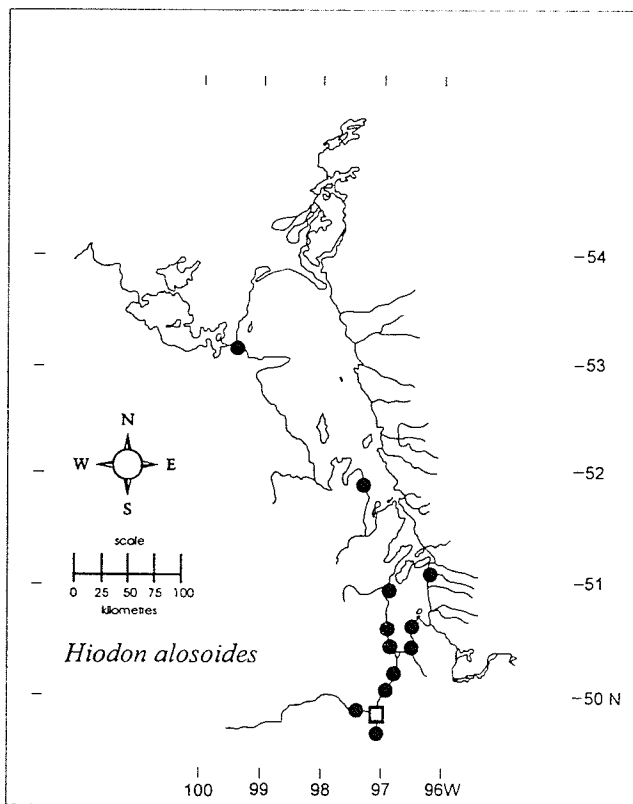 –54
–53
N
W E
–52
S
scale
0 25 50 75 100
kilometres
–51
Hiodon alosoides
–50 N
100 99 98 97 96W